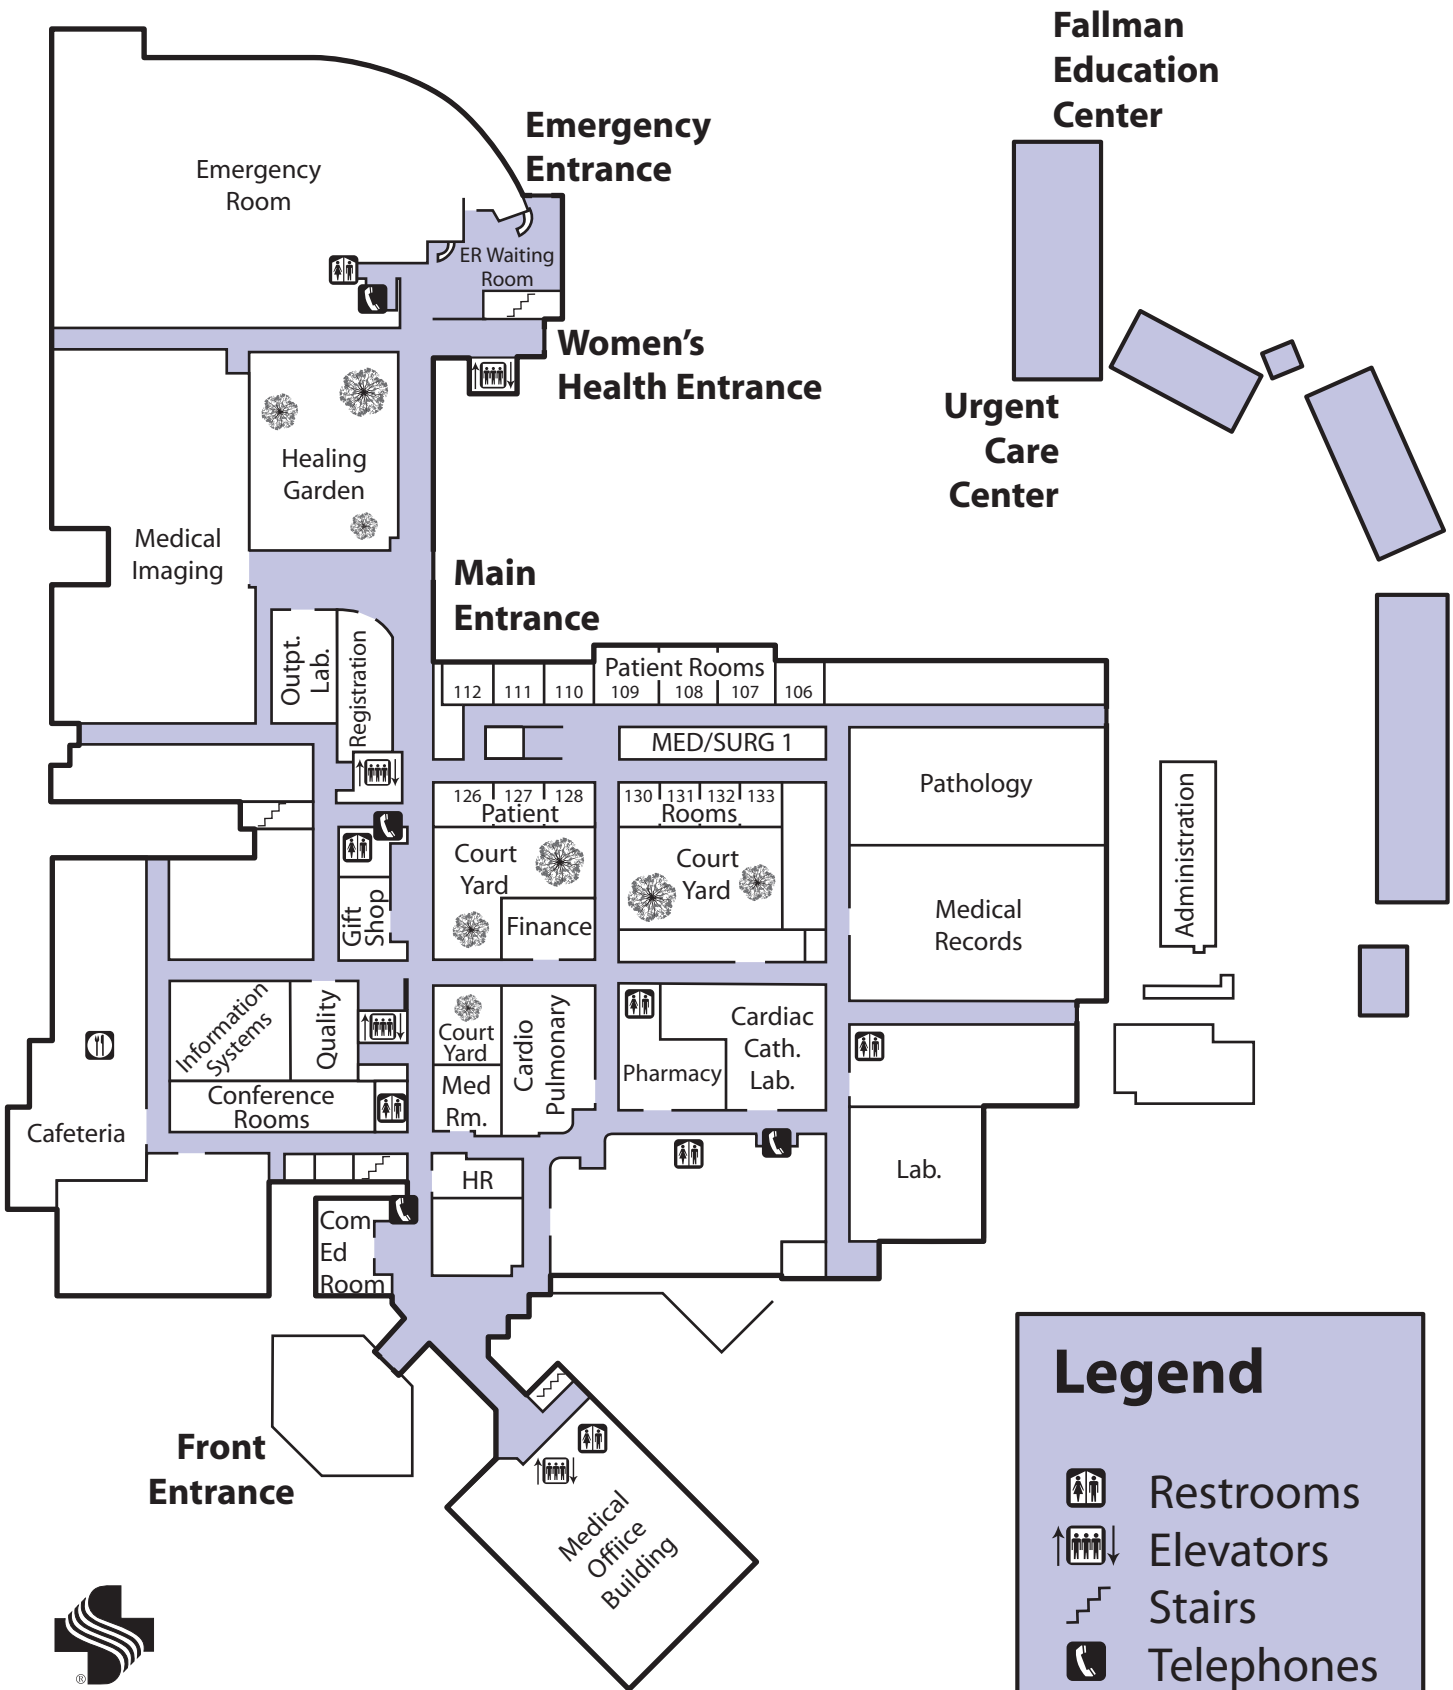 Fallman
Education
Center
Emergency
Entrance
Emergency
Room
ER Waiting
Room
Women's
Health Entrance
Urgent
Care
Center
Healing
Garden
Medical
Imaging
Main
Entrance
Outpt.
Lab.
Registration
Patient Rooms
112
111
110
109
108
107
106
MED/SURG 1
Pathology
Administration
126
127
128
130
131
132
133
Patient
Rooms
Court
Yard
Court
Yard
Gift
Shop
Finance
Medical
Records
Information
Systems
Quality
Court
Yard
Cardio
Pulmonary
Cardiac
Cath.
Lab.
Pharmacy
Med
Rm.
Conference
Rooms
Cafeteria
HR
Lab.
Com
Ed
Room
Front
Entrance
Medical
Offiice
Building
Legend
Restrooms
Elevators
Stairs
Telephones
®